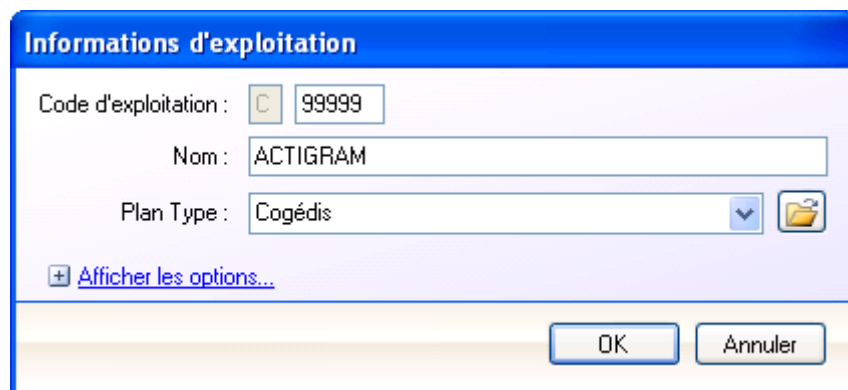 Informations d'exploitation
Code d'exploitation : C 99999
Nom : ACTIGRAM
Plan Type : Cogédis
Afficher les options...
OK Annuler